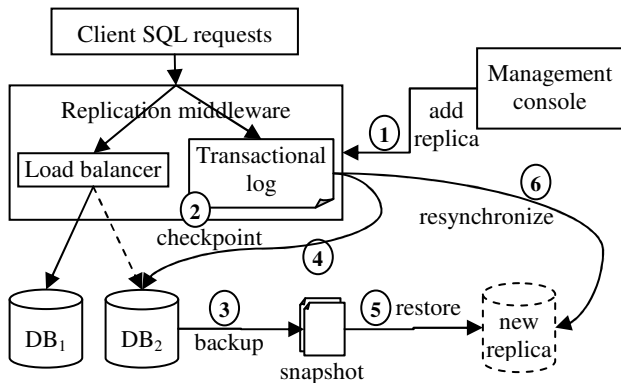 Client SQL requests
Management
console
Replication middleware
1
add
replica
Load balancer
Transactional
log
6
resynchronize
2
checkpoint
4
DB₁
DB₂
3
backup
snapshot
5
restore
new
replica